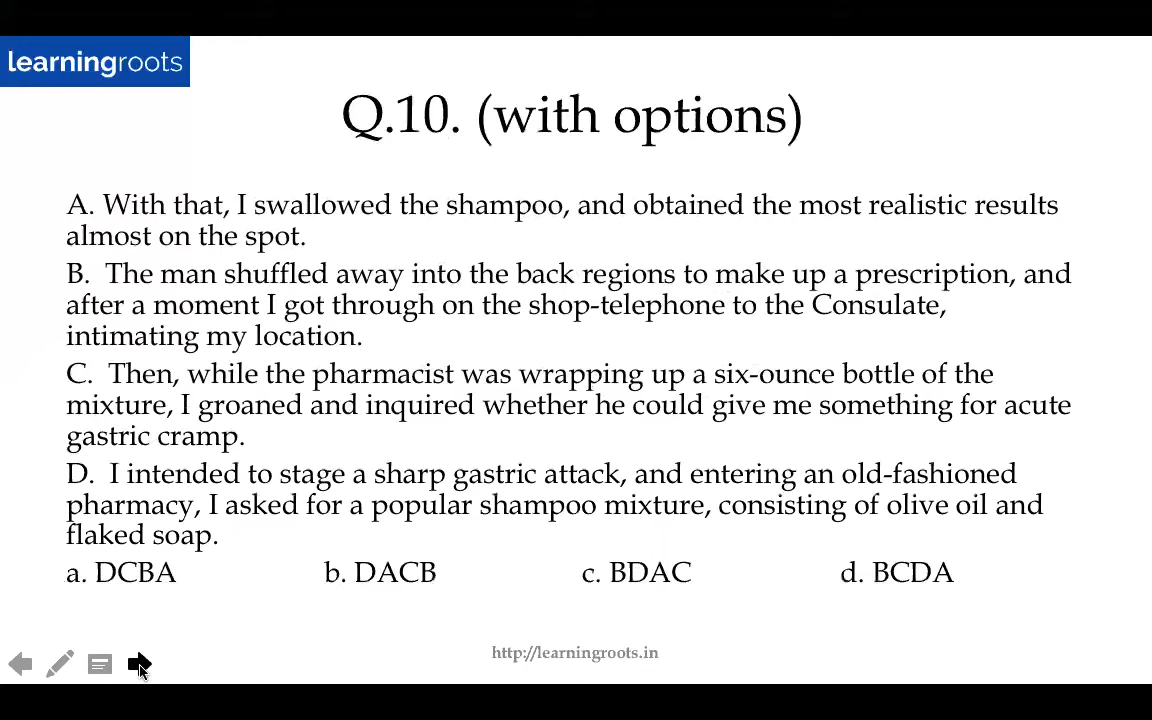 learningroots
Q.10. (with options)
A. With that, I swallowed the shampoo, and obtained the most realistic results
almost on the spot.
B. The man shuffled away into the back regions to make up a prescription, and
after a moment I got through on the shop-telephone to the Consulate,
intimating my location.
C. Then, while the pharmacist was wrapping up a six-ounce bottle of the
mixture, I groaned and inquired whether he could give me something for acute
gastric cramp.
D. I intended to stage a sharp gastric attack, and entering an old-fashioned
pharmacy, I asked for a popular shampoo mixture, consisting of olive oil and
flaked soap.
a. DCBA b. DACB c. BDAC d. BCDA
http://learningroots.in